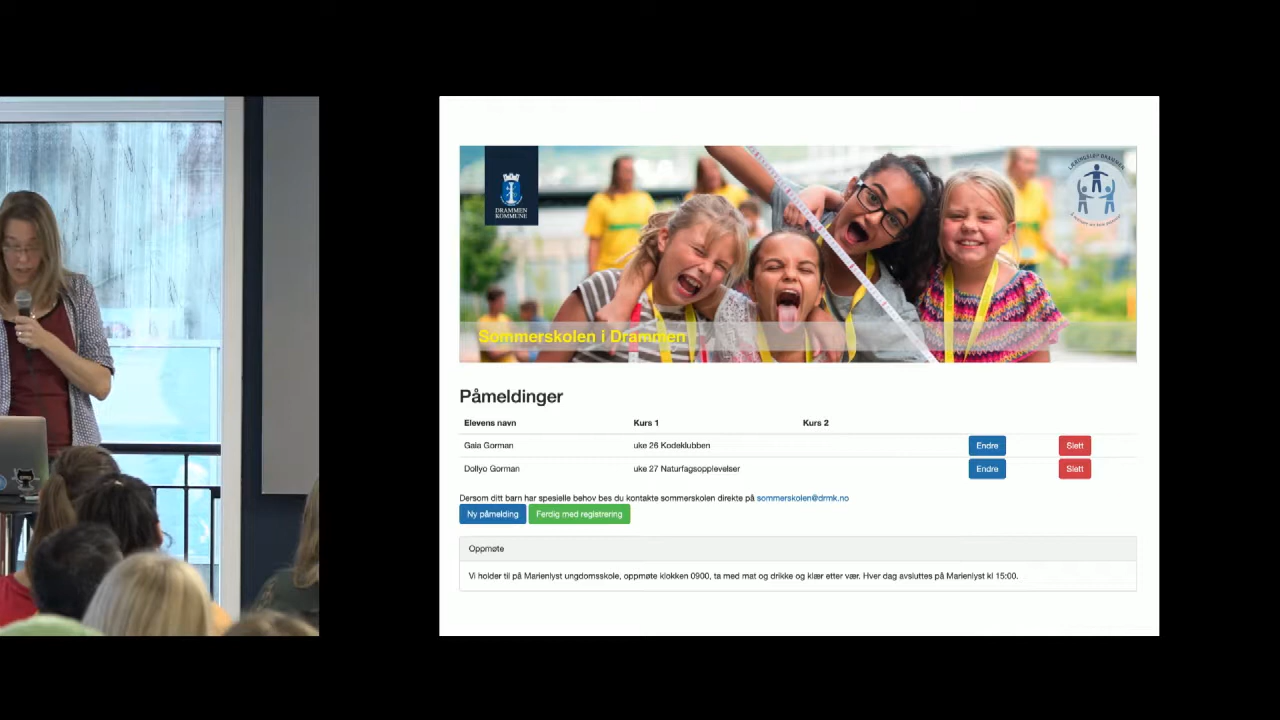 DRAMMEN
KOMMUNE
LÆRINGSLØP DRAMMEN
Sommerskolen i Drammen
Påmeldinger
Elevens navn Kurs 1 Kurs 2
Gaia Gorman uke 26 Kodeklubben Endre Slett
Dollyo Gorman uke 27 Naturfagsopplevelser Endre Slett
Dersom ditt barn har spesielle behov bes du kontakte sommerskolen direkte på sommerskolen@drmk.no
Ny påmelding Ferdig med registrering
Oppmøte
Vi holder til på Marienlyst ungdomsskole, oppmøte klokken 0900, ta med mat og drikke og klær etter vær. Hver dag avsluttes på Marienlyst kl 15:00.